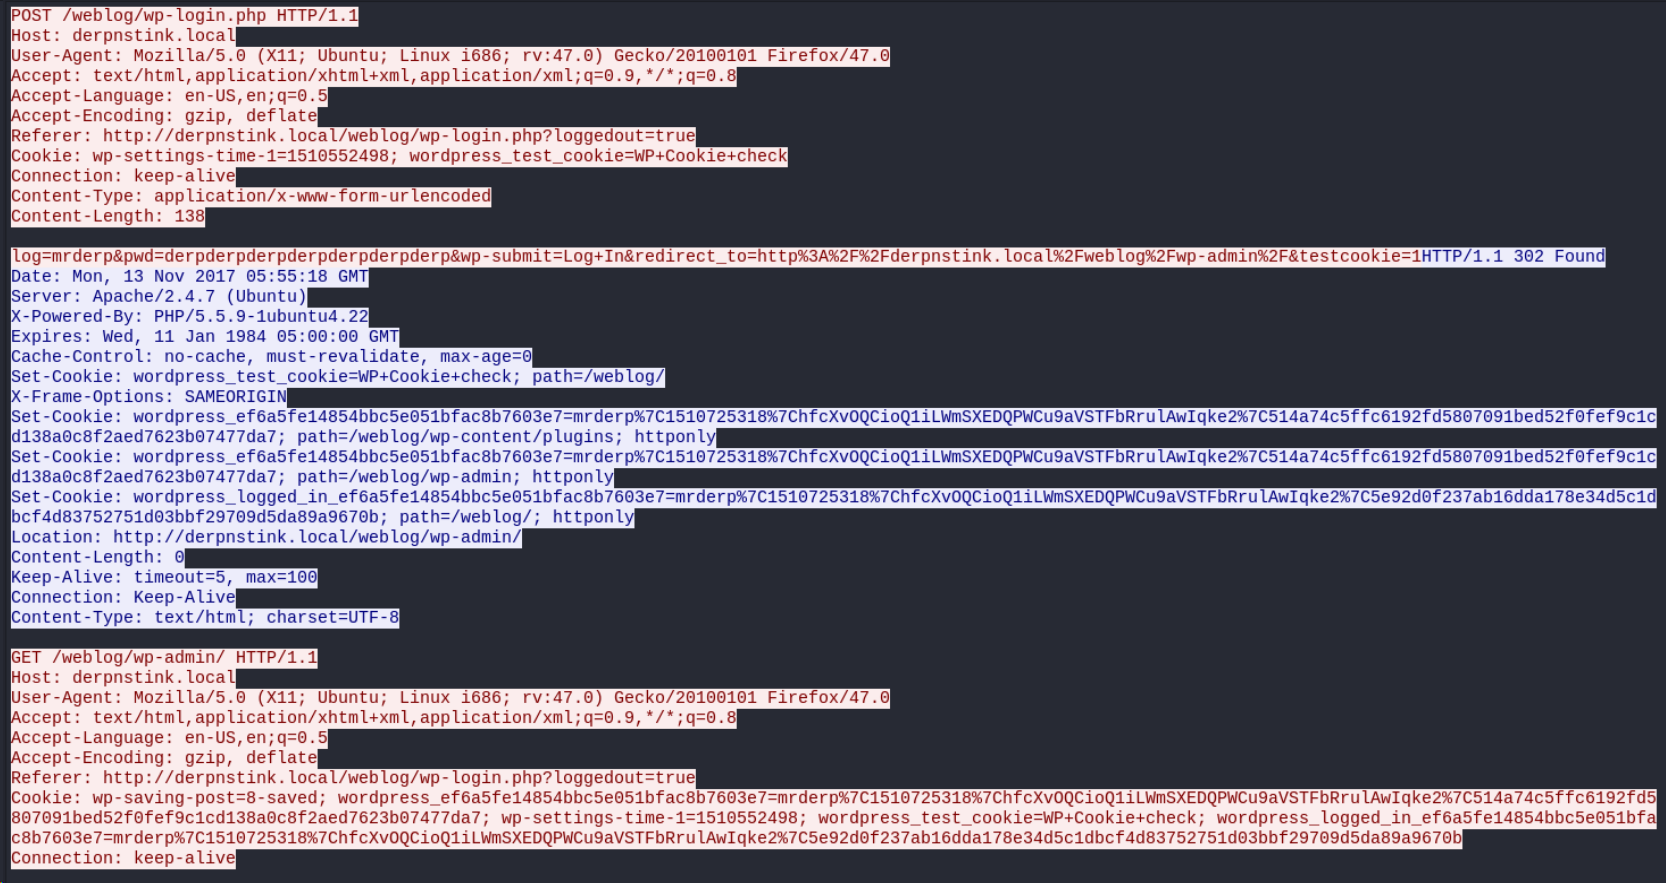 POST /weblog/wp-login.php HTTP/1.1
Host: derpnstink.local
User-Agent: Mozilla/5.0 (X11; Ubuntu; Linux i686; rv:47.0) Gecko/20100101 Firefox/47.0
Accept: text/html,application/xhtml+xml,application/xml;q=0.9,*/*;q=0.8
Accept-Language: en-US,en;q=0.5
Accept-Encoding: gzip, deflate
Referer: http://derpnstink.local/weblog/wp-login.php?loggedout=true
Cookie: wp-settings-time-1=1510552498; wordpress_test_cookie=WP+Cookie+check
Connection: keep-alive
Content-Type: application/x-www-form-urlencoded
Content-Length: 138
log=mrderp&pwd=derpderpderpderpderpderpderp&wp-submit=Log+In&redirect_to=http%3A%2F%2Fderpnstink.local%2Fweblog%2Fwp-admin%2F&testcookie=1HTTP/1.1 302 Found
Date: Mon, 13 Nov 2017 05:55:18 GMT
Server: Apache/2.4.7 (Ubuntu)
X-Powered-By: PHP/5.5.9-1ubuntu4.22
Expires: Wed, 11 Jan 1984 05:00:00 GMT
Cache-Control: no-cache, must-revalidate, max-age=0
Set-Cookie: wordpress_test_cookie=WP+Cookie+check; path=/weblog/
X-Frame-Options: SAMEORIGIN
Set-Cookie: wordpress_ef6a5fe14854bbc5e051bfac8b7603e7=mrderp%7C1510725318%7ChfcXvOQCioQ1iLWmSXEDQPWCu9aVSTFbRrulAwIqke2%7C514a74c5ffc6192fd5807091bed52f0fef9c1c
d138a0c8f2aed7623b07477da7; path=/weblog/wp-content/plugins; httponly
Set-Cookie: wordpress_ef6a5fe14854bbc5e051bfac8b7603e7=mrderp%7C1510725318%7ChfcXvOQCioQ1iLWmSXEDQPWCu9aVSTFbRrulAwIqke2%7C514a74c5ffc6192fd5807091bed52f0fef9c1c
d138a0c8f2aed7623b07477da7; path=/weblog/wp-admin; httponly
Set-Cookie: wordpress_logged_in_ef6a5fe14854bbc5e051bfac8b7603e7=mrderp%7C1510725318%7ChfcXvOQCioQ1iLWmSXEDQPWCu9aVSTFbRrulAwIqke2%7C5e92d0f237ab16dda178e34d5c1d
bcf4d83752751d03bbf29709d5da89a9670b; path=/weblog/; httponly
Location: http://derpnstink.local/weblog/wp-admin/
Content-Length: 0
Keep-Alive: timeout=5, max=100
Connection: Keep-Alive
Content-Type: text/html; charset=UTF-8
GET /weblog/wp-admin/ HTTP/1.1
Host: derpnstink.local
User-Agent: Mozilla/5.0 (X11; Ubuntu; Linux i686; rv:47.0) Gecko/20100101 Firefox/47.0
Accept: text/html,application/xhtml+xml,application/xml;q=0.9,*/*;q=0.8
Accept-Language: en-US,en;q=0.5
Accept-Encoding: gzip, deflate
Referer: http://derpnstink.local/weblog/wp-login.php?loggedout=true
Cookie: wp-saving-post=8-saved; wordpress_ef6a5fe14854bbc5e051bfac8b7603e7=mrderp%7C1510725318%7ChfcXvOQCioQ1iLWmSXEDQPWCu9aVSTFbRrulAwIqke2%7C514a74c5ffc6192fd5
807091bed52f0fef9c1cd138a0c8f2aed7623b07477da7; wp-settings-time-1=1510552498; wordpress_test_cookie=WP+Cookie+check; wordpress_logged_in_ef6a5fe14854bbc5e051bfa
c8b7603e7=mrderp%7C1510725318%7ChfcXvOQCioQ1iLWmSXEDQPWCu9aVSTFbRrulAwIqke2%7C5e92d0f237ab16dda178e34d5c1dbcf4d83752751d03bbf29709d5da89a9670b
Connection: keep-alive